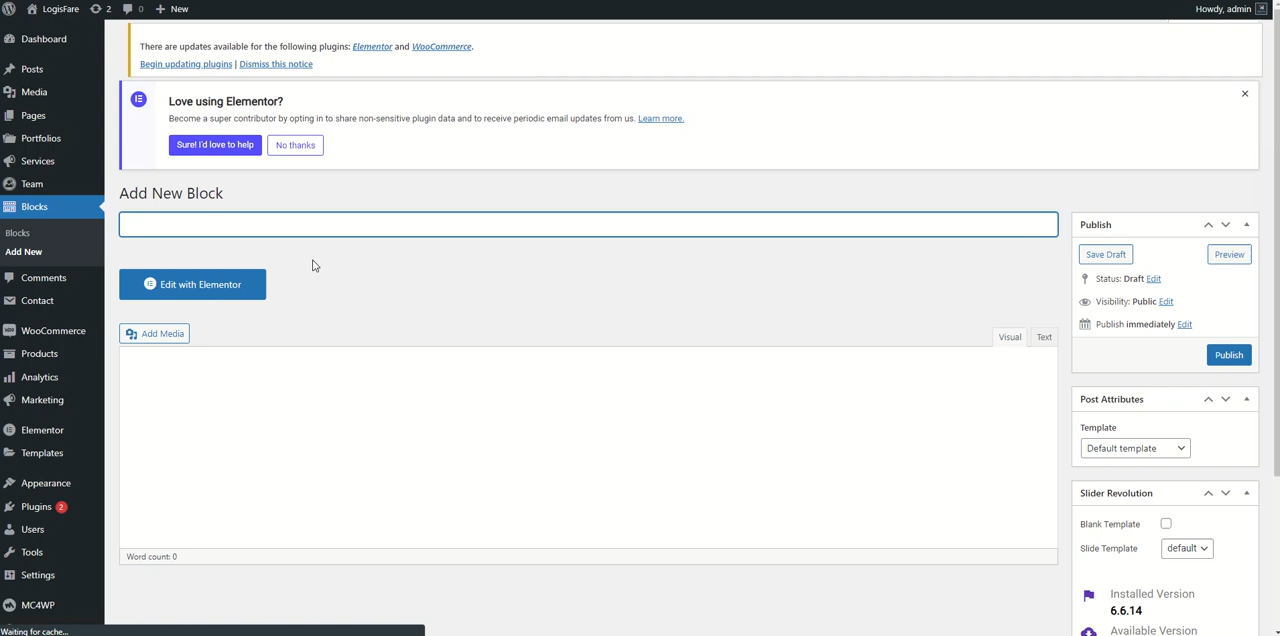 LogisFare 2 0 New Howdy, admin
Dashboard
Posts
Media
Pages
Portfolios
Services
Team
Blocks
Blocks
Add New
Comments
Contact
WooCommerce
Products
Analytics
Marketing
Elementor
Templates
Appearance
Plugins 2
Users
Tools
Settings
MC4WP
Waiting for cache...
There are updates available for the following plugins: Elementor and WooCommerce.
Begin updating plugins | Dismiss this notice
Love using Elementor?
Become a super contributor by opting in to share non-sensitive plugin data and to receive periodic email updates from us. Learn more.
Sure! I'd love to help No thanks
Add New Block
Edit with Elementor
Add Media
Visual Text
Word count: 0
Publish
Save Draft Preview
Status: Draft Edit
Visibility: Public Edit
Publish immediately Edit
Publish
Post Attributes
Template
Default template
Slider Revolution
Blank Template
Slide Template default
Installed Version
6.6.14
Available Version